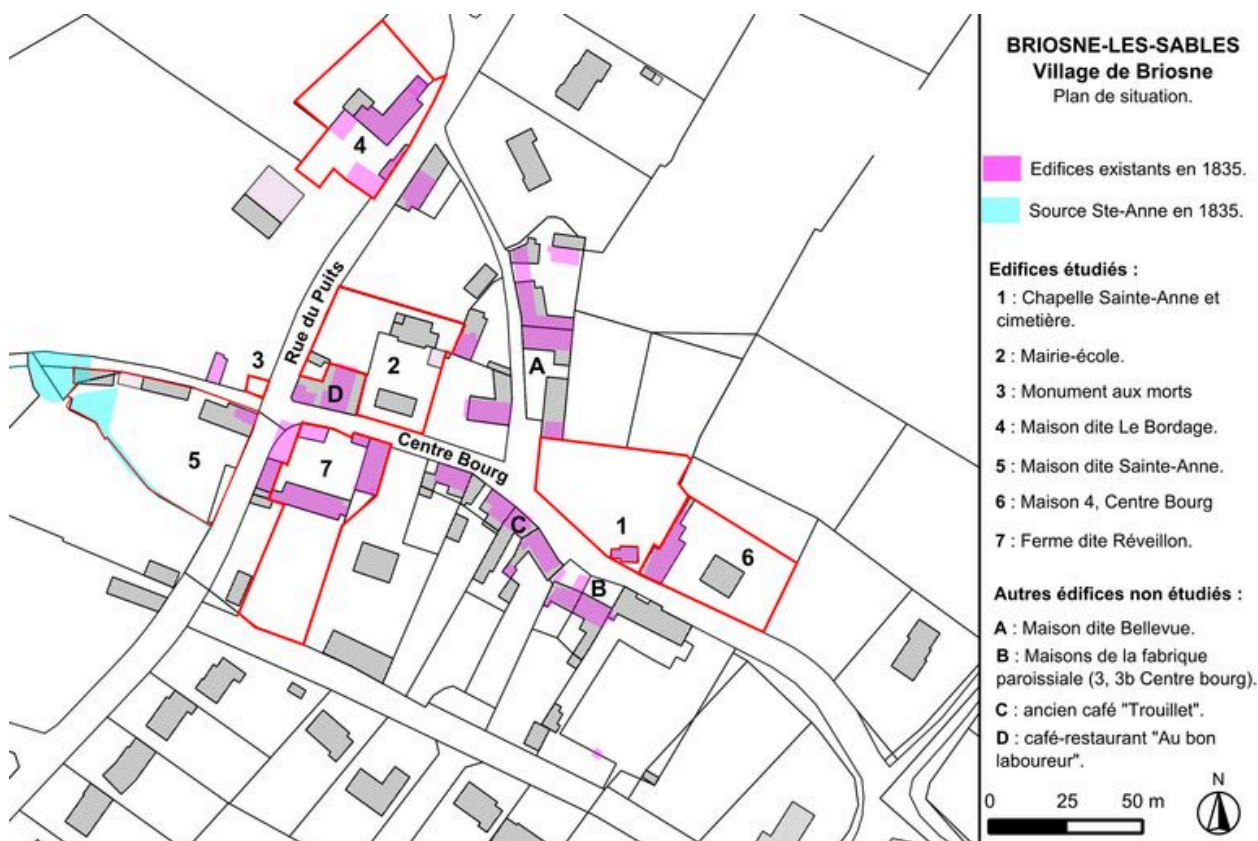 BRIOSNE-LES-SABLES
Village de Briosne
Plan de situation.
Edifices existants en 1835.
Source Ste-Anne en 1835.
Edifices étudiés :
1 : Chapelle Sainte-Anne et
cimetière.
2 : Mairie-école.
3 : Monument aux morts
4 : Maison dite Le Bordage.
5 : Maison dite Sainte-Anne.
6 : Maison 4, Centre Bourg
7 : Ferme dite Réveillon.
Autres édifices non étudiés :
A : Maison dite Bellevue.
B : Maisons de la fabrique
paroissiale (3, 3b Centre bourg).
C : ancien café "Trouillet".
D : café-restaurant "Au bon
laboureur".
N
0 25 50 m
4
Rue du Puits
3
2
A
D
Centre Bourg
5
7
C
1
6
B